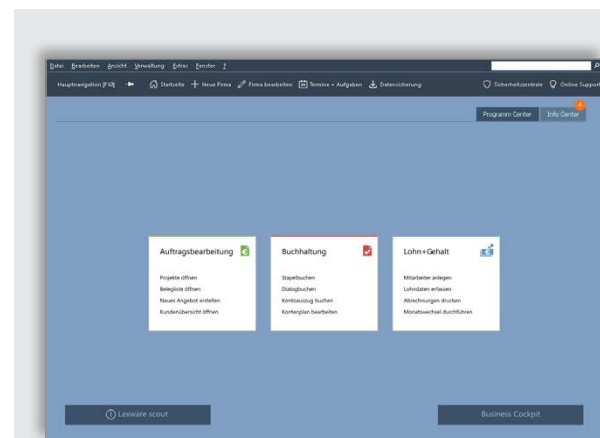 Datei Bearbeiten Ansicht Verwaltung Extras Fenster ?
Hauptnavigation [F10] Startseite Neue Firma Firma bearbeiten Termine + Aufgaben Datensicherung Sicherheitszentrale Online Support
Programm Center Info Center 4
Auftragsbearbeitung
Projekte öffnen
Belegliste öffnen
Neues Angebot erstellen
Kundenübersicht öffnen
Buchhaltung
Stapelbuchen
Dialogbuchen
Kontoauszug buchen
Kontenplan bearbeiten
Lohn+Gehalt
Mitarbeiter anlegen
Lohndaten erfassen
Abrechnungen drucken
Monatswechsel durchführen
Lexware scout
Business Cockpit